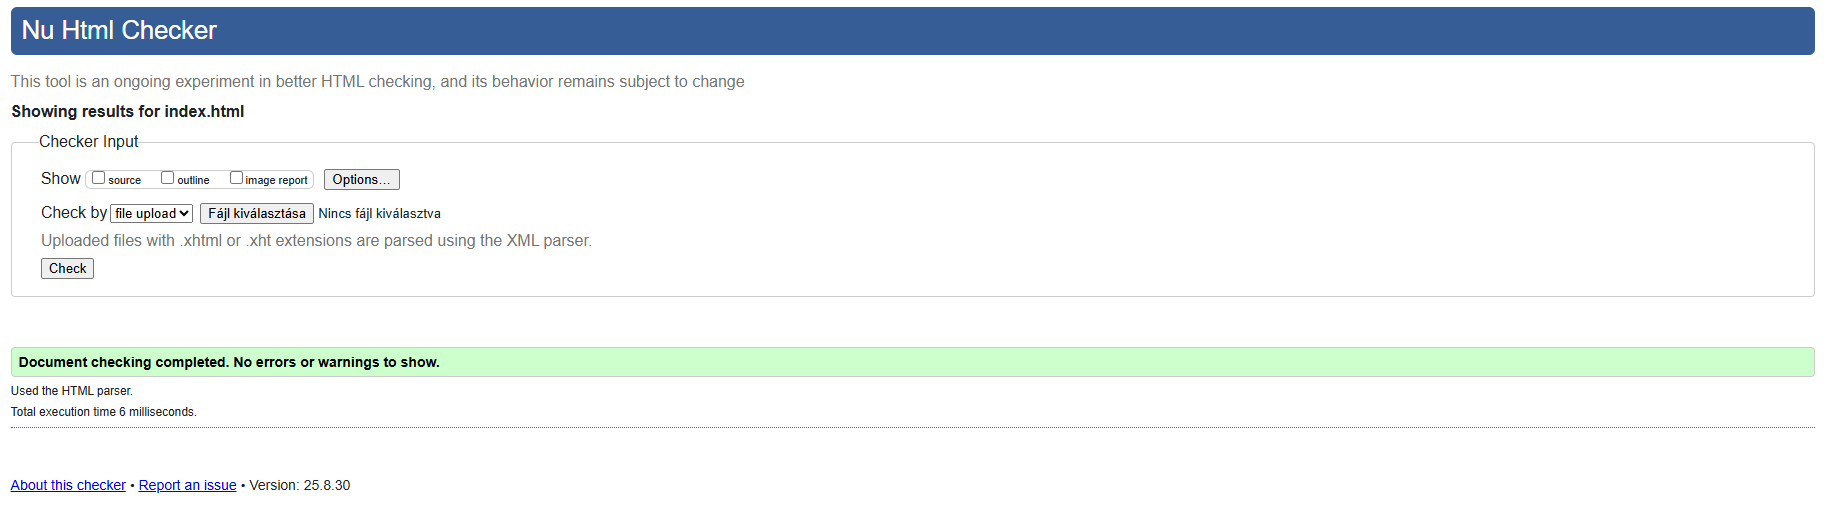 Nu Html Checker
This tool is an ongoing experiment in better HTML checking, and its behavior remains subject to change
Showing results for index.html
Checker Input
Show source outline image report Options...
Check by file upload Fájl kiválasztása Nincs fájl kiválasztva
Uploaded files with .xhtml or .xht extensions are parsed using the XML parser.
Check
Document checking completed. No errors or warnings to show.
Used the HTML parser.
Total execution time 6 milliseconds.
About this checker • Report an issue • Version: 25.8.30